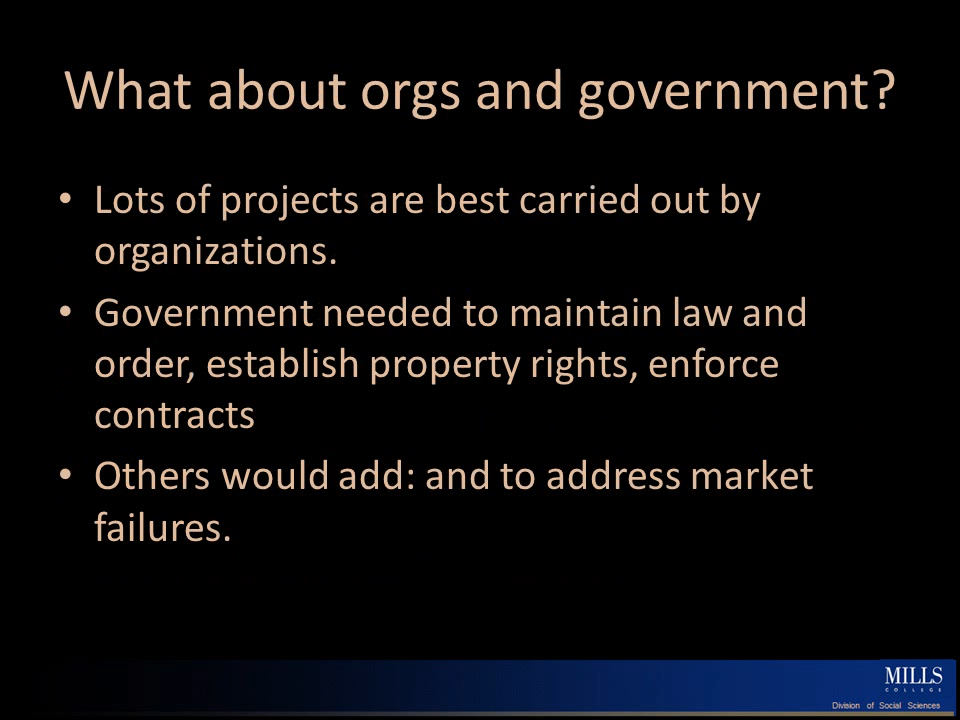 What about orgs and government?
• Lots of projects are best carried out by
organizations.
• Government needed to maintain law and
order, establish property rights, enforce
contracts
• Others would add: and to address market
failures.
MILLS
COLLEGE
Division of Social Sciences